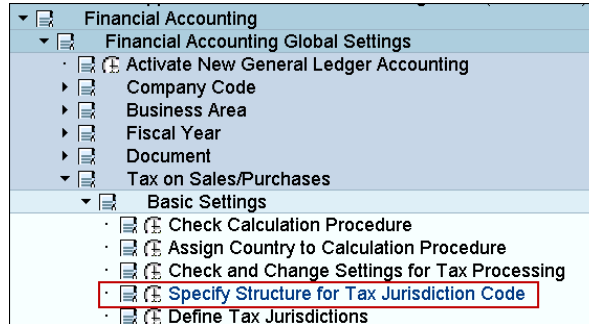 Financial Accounting
Financial Accounting Global Settings
Activate New General Ledger Accounting
Company Code
Business Area
Fiscal Year
Document
Tax on Sales/Purchases
Basic Settings
Check Calculation Procedure
Assign Country to Calculation Procedure
Check and Change Settings for Tax Processing
Specify Structure for Tax Jurisdiction Code
Define Tax Jurisdictions